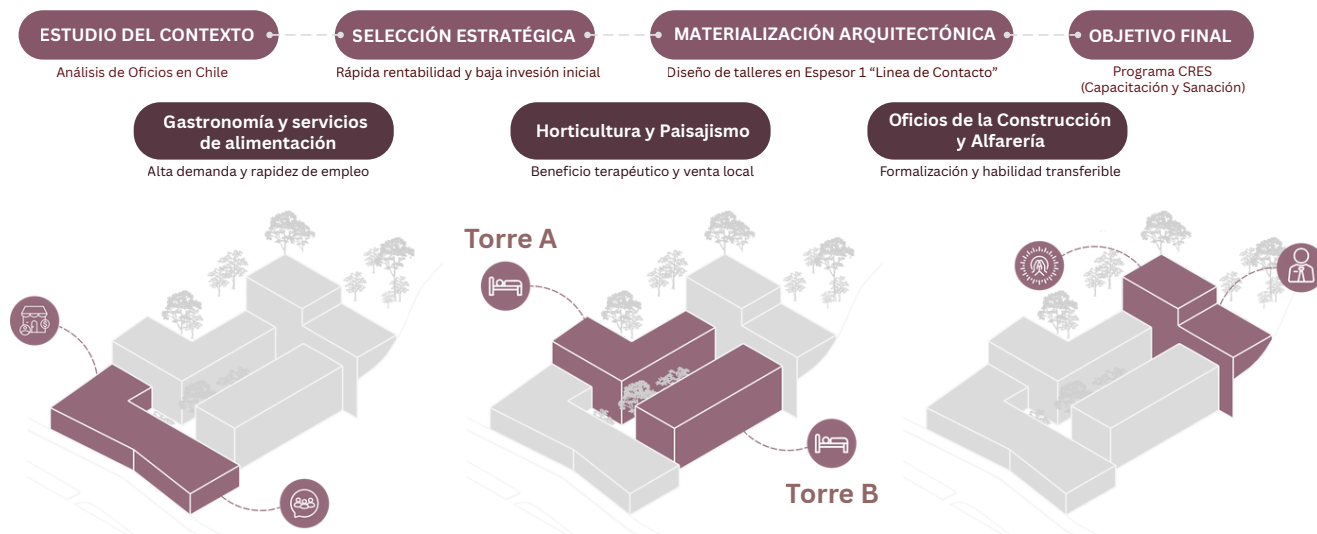 ESTUDIO DEL CONTEXTO
SELECCIÓN ESTRATÉGICA
MATERIALIZACIÓN ARQUITECTÓNICA
OBJETIVO FINAL
Análisis de Oficios en Chile
Rápida rentabilidad y baja invesión inicial
Diseño de talleres en Espesor 1 “Linea de Contacto”
Programa CRES
(Capacitación y Sanación)
Gastronomía y servicios
de alimentación
Horticultura y Paisajismo
Oficios de la Construcción
y Alfarería
Alta demanda y rapidez de empleo
Beneficio terapéutico y venta local
Formalización y habilidad transferible
Torre A
Torre B